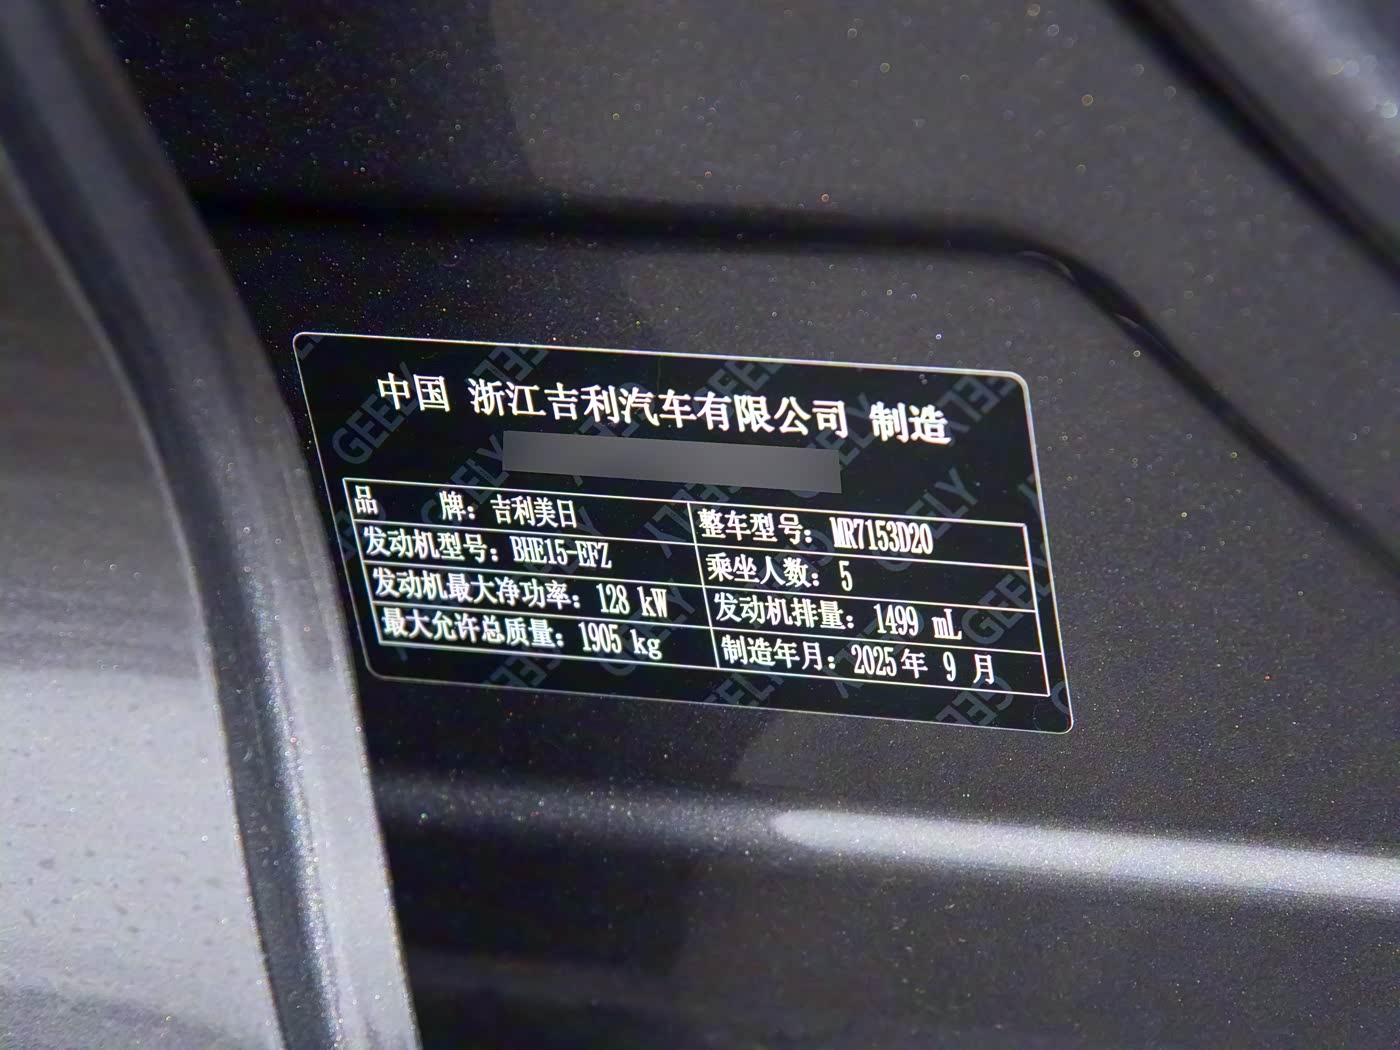 中国 浙江吉利汽车有限公司 制造
品 牌：吉利美日 整车型号：MR7153D20
发动机型号：BHE15-EFZ 乘坐人数：5
发动机最大净功率：128 kW 发动机排量：1499 mL
最大允许总质量：1905 kg 制造年月：2025年 9 月
GEELY